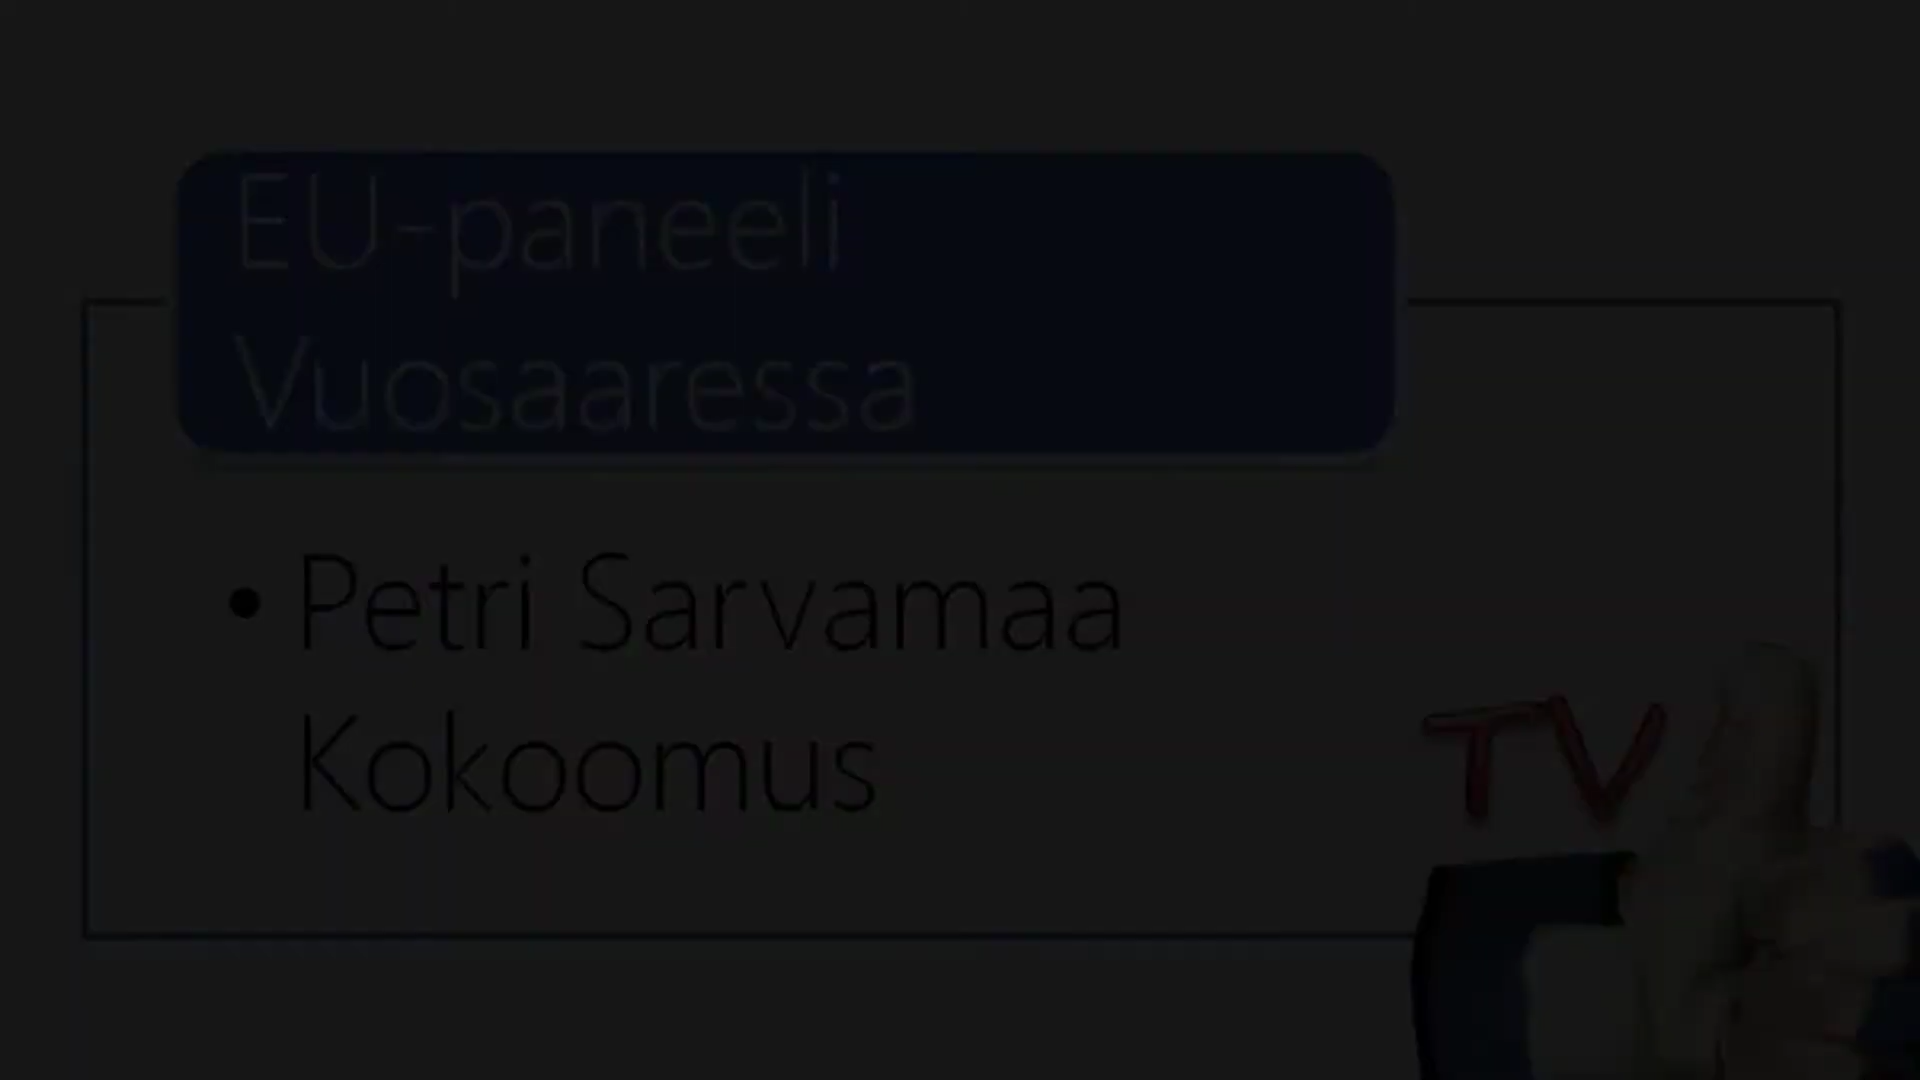 EU-paneeli
Vuosaaressa
• Petri Sarvamaa
Kokoomus
TV